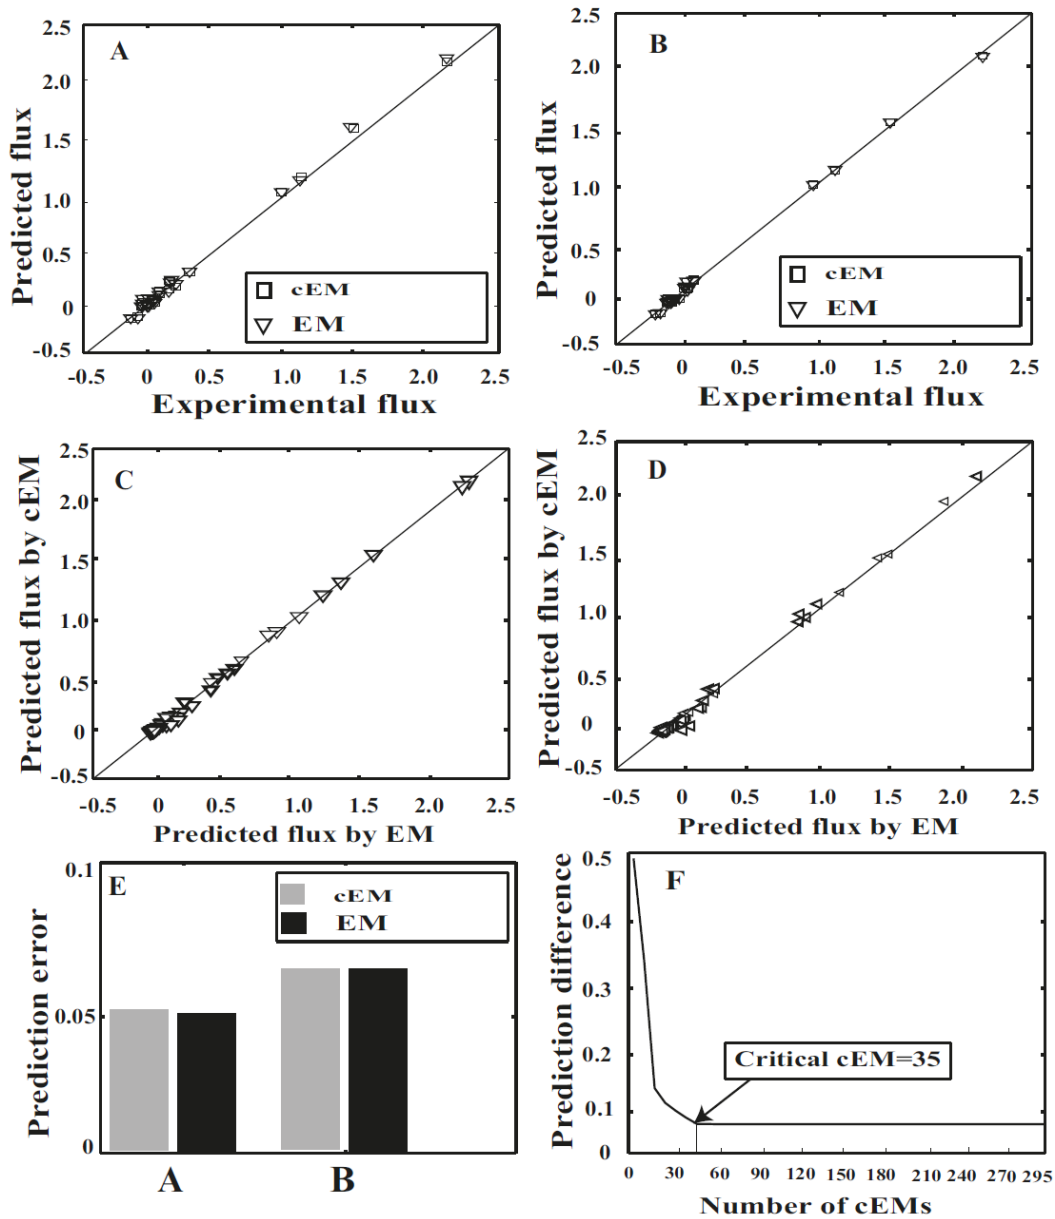 A
Predicted flux
2.5
2.0
1.5
1.0
0.5
0
-0.5
cEM
EM
-0.5 0 0.5 1.0 1.5 2.0 2.5
Experimental flux
B
Predicted flux
2.5
2.0
1.5
1.0
0.5
0
-0.5
cEM
EM
-0.5 0 0.5 1.0 1.5 2.0 2.5
Experimental flux
C
Predicted flux by cEM
2.5
2.0
1.5
1.0
0.5
0
-0.5
-0.5 0 0.5 1.0 1.5 2.0 2.5
Predicted flux by EM
D
Predicted flux by cEM
2.5
2.0
1.5
1.0
0.5
0
-0.5
-0.5 0 0.5 1.0 1.5 2.0 2.5
Predicted flux by EM
E
Prediction error
0.1
0.05
0
cEM
EM
A B
F
Prediction difference
0.5
0.4
0.3
0.2
0.1
0
Critical cEM=35
0 30 60 90 120 150 180 210 240 270 295
Number of cEMs